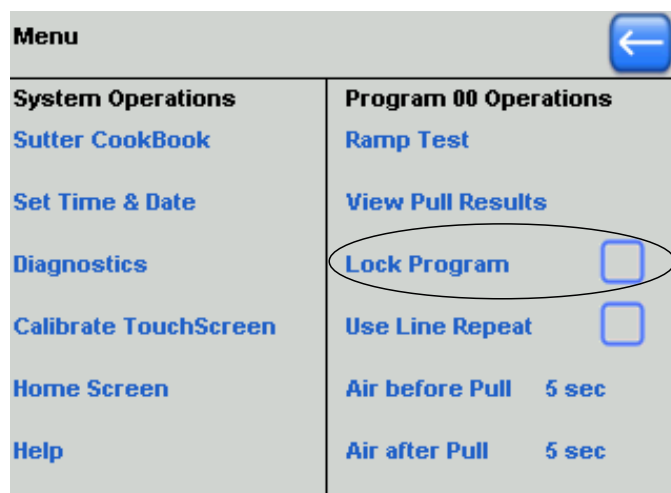 Menu
System Operations
Sutter CookBook
Set Time & Date
Diagnostics
Calibrate TouchScreen
Home Screen
Help
Program 00 Operations
Ramp Test
View Pull Results
Lock Program
Use Line Repeat
Air before Pull 5 sec
Air after Pull 5 sec